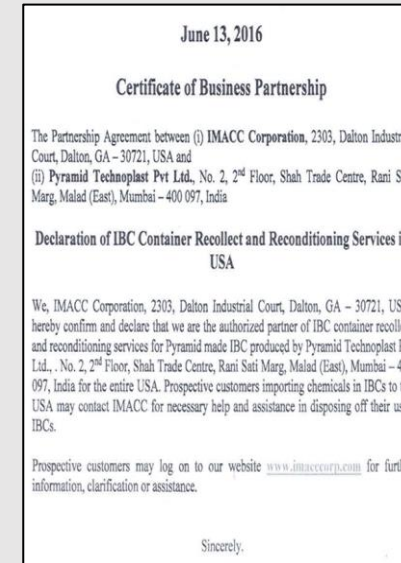 June 13, 2016
Certificate of Business Partnership
The Partnership Agreement between (i) IMACC Corporation, 2303, Dalton Industr
Court, Dalton, GA – 30721, USA and
(ii) Pyramid Technoplast Pvt Ltd., No. 2, 2nd Floor, Shah Trade Centre, Rani S
Marg, Malad (East), Mumbai – 400 097, India
Declaration of IBC Container Recollect and Reconditioning Services i
USA
We, IMACC Corporation, 2303, Dalton Industrial Court, Dalton, GA – 30721, US
hereby confirm and declare that we are the authorized partner of IBC container recolle
and reconditioning services for Pyramid made IBC produced by Pyramid Technoplast P
Ltd., . No. 2, 2nd Floor, Shah Trade Centre, Rani Sati Marg, Malad (East), Mumbai – 4
097, India for the entire USA. Prospective customers importing chemicals in IBCs to t
USA may contact IMACC for necessary help and assistance in disposing off their us
IBCs.
Prospective customers may log on to our website www.imacccorp.com for furth
information, clarification or assistance.
Sincerely.